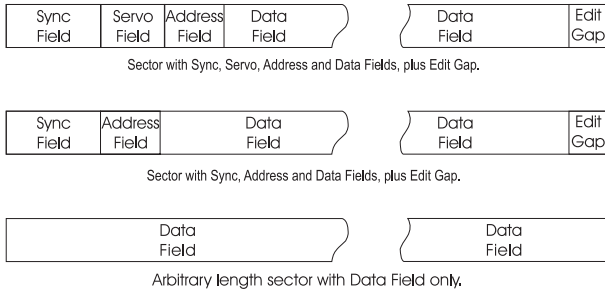 Sync Servo Address Data Data Edit
Field Field Field Field Field Gap
Sector with Sync, Servo, Address and Data Fields, plus Edit Gap.
Sync Address Data Data Edit
Field Field Field Field Gap
Sector with Sync, Address and Data Fields, plus Edit Gap.
Data Data
Field Field
Arbitrary length sector with Data Field only.